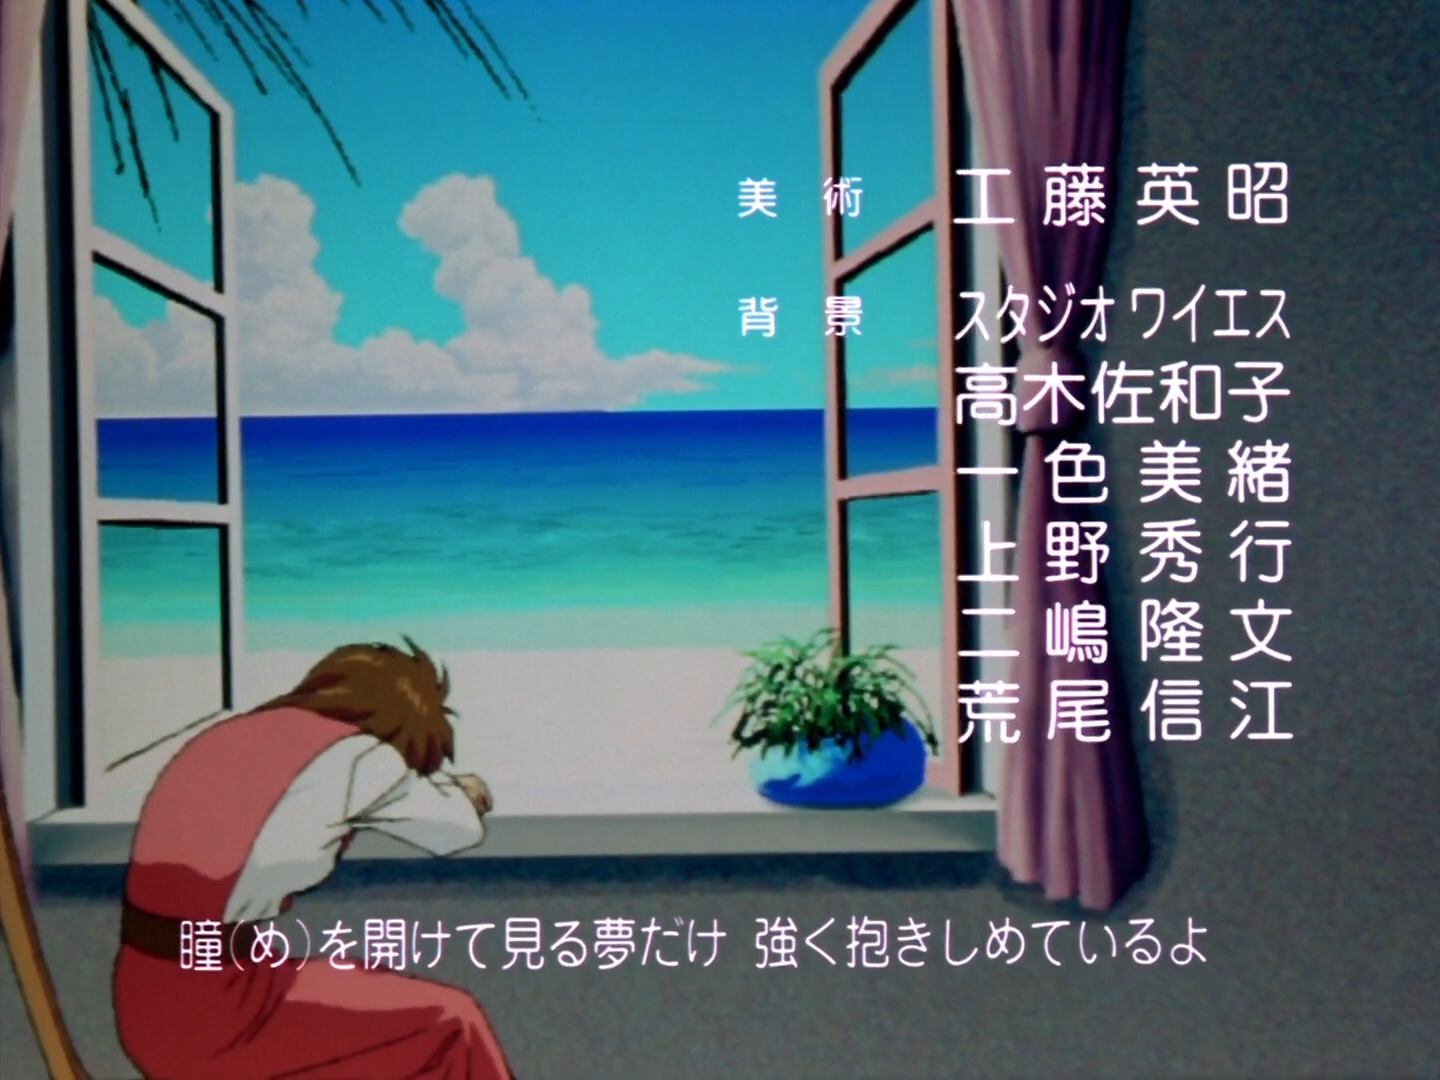 美術 工藤英昭
背景 スタジオワイエス
高木佐和子
一色美緒
上野秀行
二嶋隆文
荒尾信江
瞳(め)を開けて見る夢だけ 強く抱きしめているよ